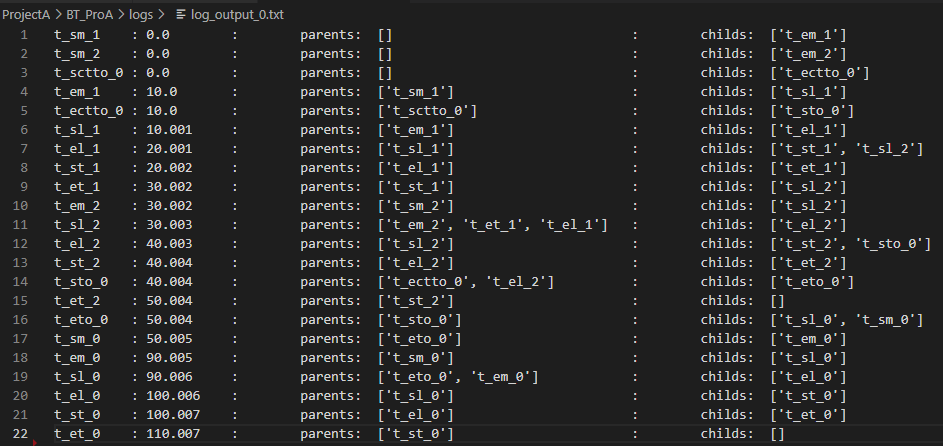 ProjectA > BT_ProA > logs > log_output_0.txt
1 t_sm_1 : 0.0 : parents: [] : childs: ['t_em_1']
2 t_sm_2 : 0.0 : parents: [] : childs: ['t_em_2']
3 t_sctto_0 : 0.0 : parents: [] : childs: ['t_ectto_0']
4 t_em_1 : 10.0 : parents: ['t_sm_1'] : childs: ['t_sl_1']
5 t_ectto_0 : 10.0 : parents: ['t_sctto_0'] : childs: ['t_sto_0']
6 t_sl_1 : 10.001 : parents: ['t_em_1'] : childs: ['t_el_1']
7 t_el_1 : 20.001 : parents: ['t_sl_1'] : childs: ['t_st_1', 't_sl_2']
8 t_st_1 : 20.002 : parents: ['t_el_1'] : childs: ['t_et_1']
9 t_et_1 : 30.002 : parents: ['t_st_1'] : childs: ['t_sl_2']
10 t_em_2 : 30.002 : parents: ['t_sm_2'] : childs: ['t_sl_2']
11 t_sl_2 : 30.003 : parents: ['t_em_2', 't_et_1', 't_el_1'] : childs: ['t_el_2']
12 t_el_2 : 40.003 : parents: ['t_sl_2'] : childs: ['t_st_2', 't_sto_0']
13 t_st_2 : 40.004 : parents: ['t_el_2'] : childs: ['t_et_2']
14 t_sto_0 : 40.004 : parents: ['t_ectto_0', 't_el_2'] : childs: ['t_eto_0']
15 t_et_2 : 50.004 : parents: ['t_st_2'] : childs: []
16 t_eto_0 : 50.004 : parents: ['t_sto_0'] : childs: ['t_sl_0', 't_sm_0']
17 t_sm_0 : 50.005 : parents: ['t_eto_0'] : childs: ['t_em_0']
18 t_em_0 : 90.005 : parents: ['t_sm_0'] : childs: ['t_sl_0']
19 t_sl_0 : 90.006 : parents: ['t_eto_0', 't_em_0'] : childs: ['t_el_0']
20 t_el_0 : 100.006 : parents: ['t_sl_0'] : childs: ['t_st_0']
21 t_st_0 : 100.007 : parents: ['t_el_0'] : childs: ['t_et_0']
22 t_et_0 : 110.007 : parents: ['t_st_0'] : childs: []